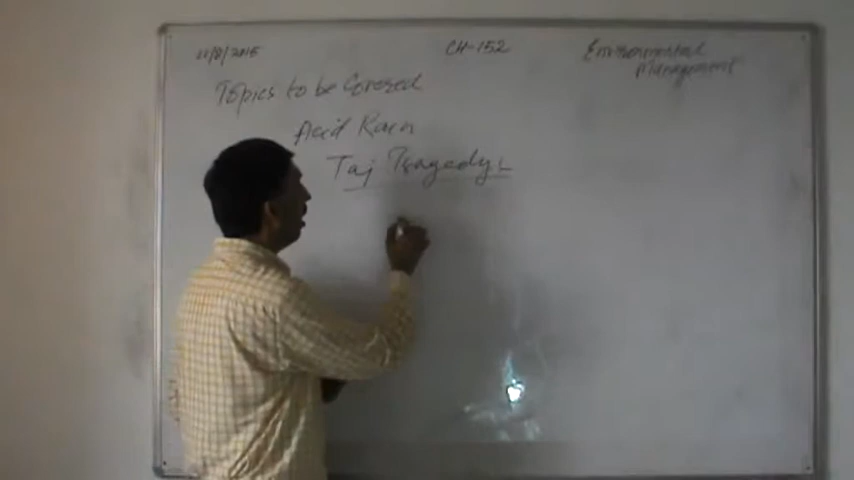 11/8/2015 CH-152 Environmental
Management
Topics to be Covered
Acid Rain
Taj Tragedy